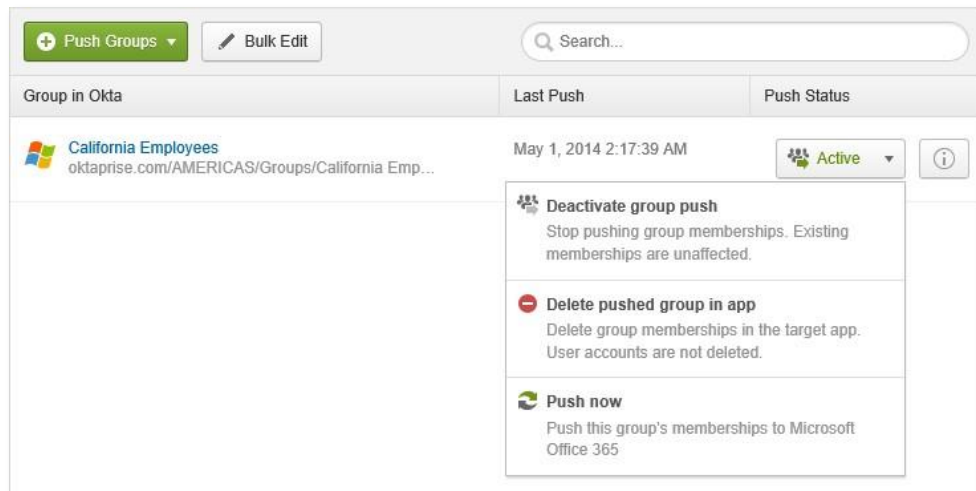 Push Groups
Bulk Edit
Search...
Group in Okta
Last Push
Push Status
California Employees
oktaprise.com/AMERICAS/Groups/California Emp...
May 1, 2014 2:17:39 AM
Active
Deactivate group push
Stop pushing group memberships. Existing
memberships are unaffected.
Delete pushed group in app
Delete group memberships in the target app.
User accounts are not deleted.
Push now
Push this group's memberships to Microsoft
Office 365